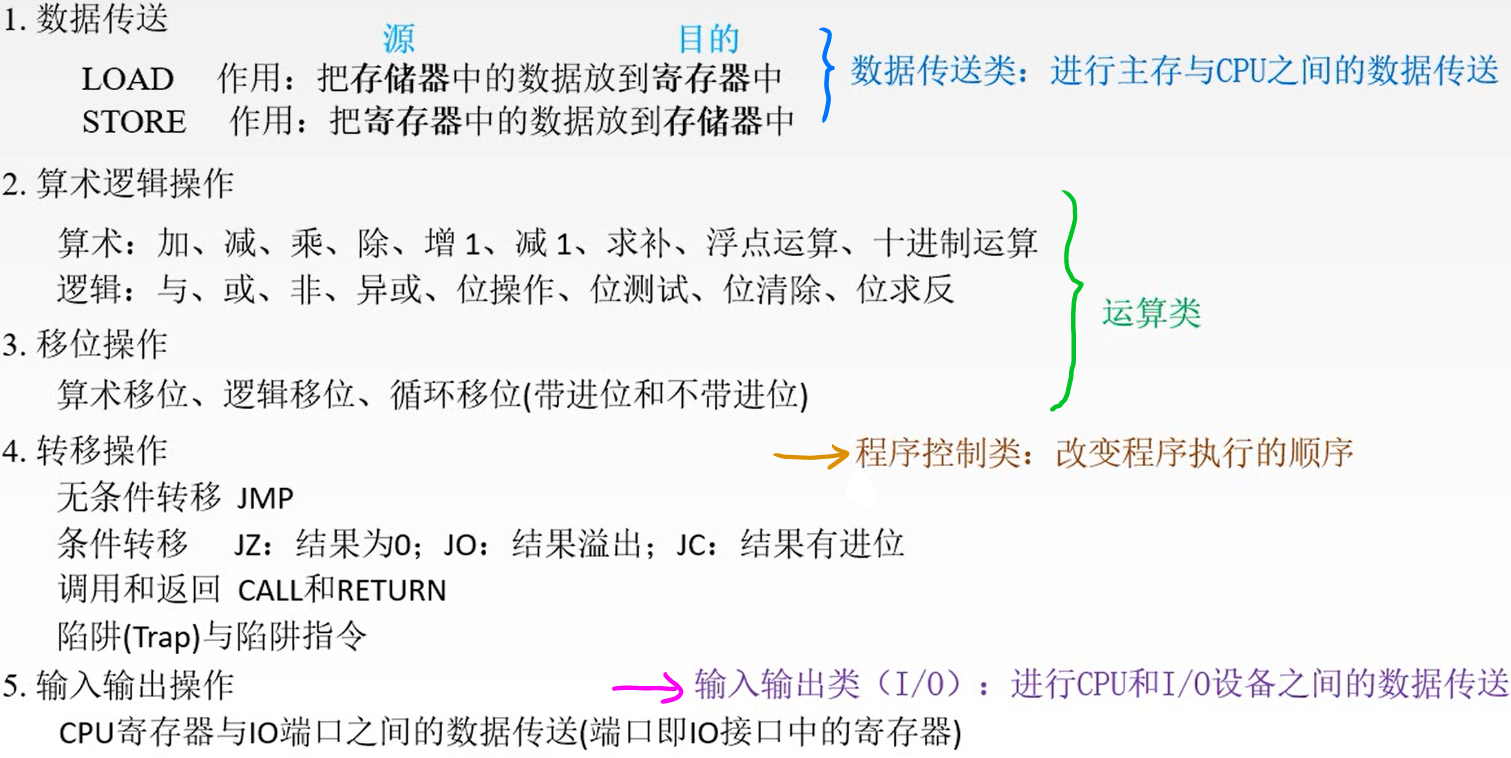 1. 数据传送
源 目的
LOAD 作用：把存储器中的数据放到寄存器中
STORE 作用：把寄存器中的数据放到存储器中
数据传送类：进行主存与CPU之间的数据传送
2. 算术逻辑操作
算术：加、减、乘、除、增 1、减 1、求补、浮点运算、十进制运算
逻辑：与、或、非、异或、位操作、位测试、位清除、位求反
3. 移位操作
算术移位、逻辑移位、循环移位(带进位和不带进位)
运算类
4. 转移操作
程序控制类：改变程序执行的顺序
无条件转移 JMP
条件转移 JZ：结果为0；JO：结果溢出；JC：结果有进位
调用和返回 CALL和RETURN
陷阱(Trap)与陷阱指令
5. 输入输出操作
输入输出类（I/O）：进行CPU和I/O设备之间的数据传送
CPU寄存器与IO端口之间的数据传送(端口即IO接口中的寄存器)